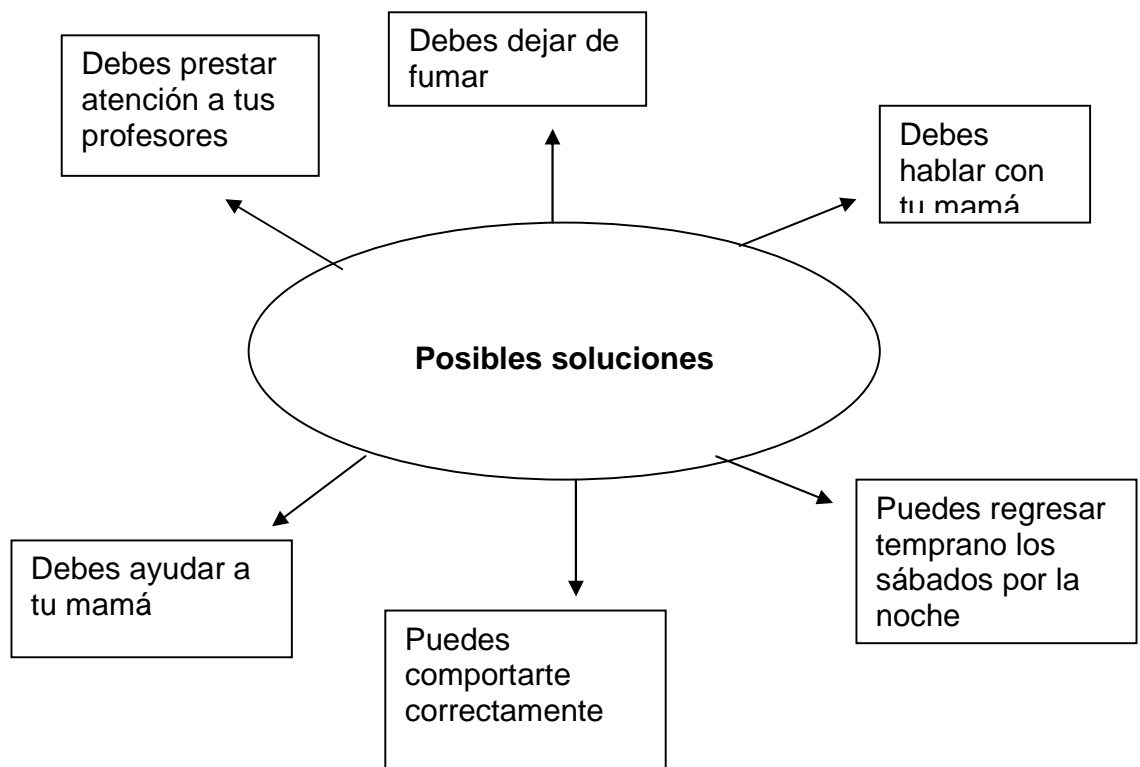 Debes prestar
atención a tus
profesores
Debes dejar de
fumar
Debes
hablar con
tu mamá
Posibles soluciones
Debes ayudar a
tu mamá
Puedes
comportarte
correctamente
Puedes regresar
temprano los
sábados por la
noche